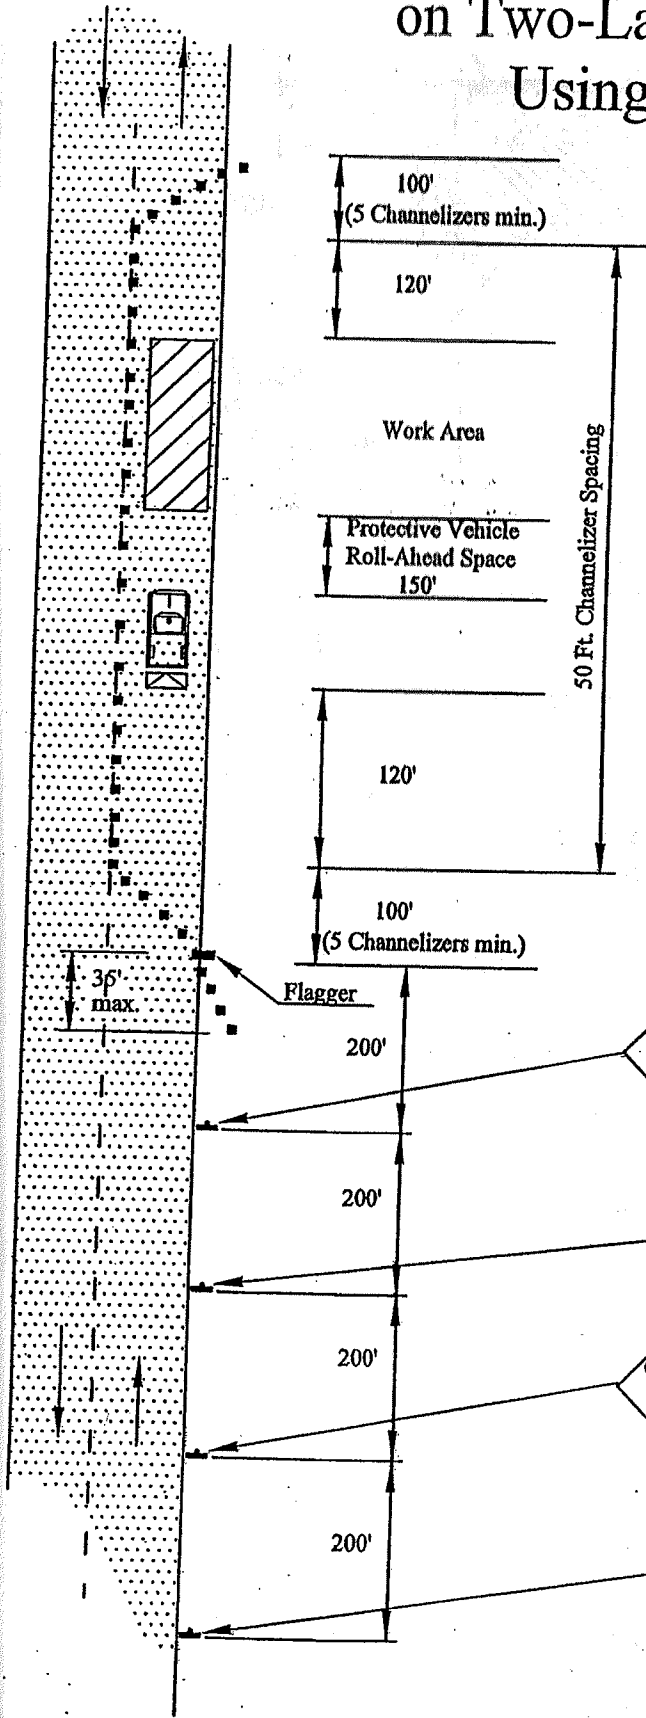 on Two-La
Using
100'
(5 Channelizers min.)
120'
Work Area
50 Ft. Channelizer Spacing
Protective Vehicle
Roll-Ahead Space
150'
120'
100'
(5 Channelizers min.)
max.
Flagger
200'
200'
200'
200'